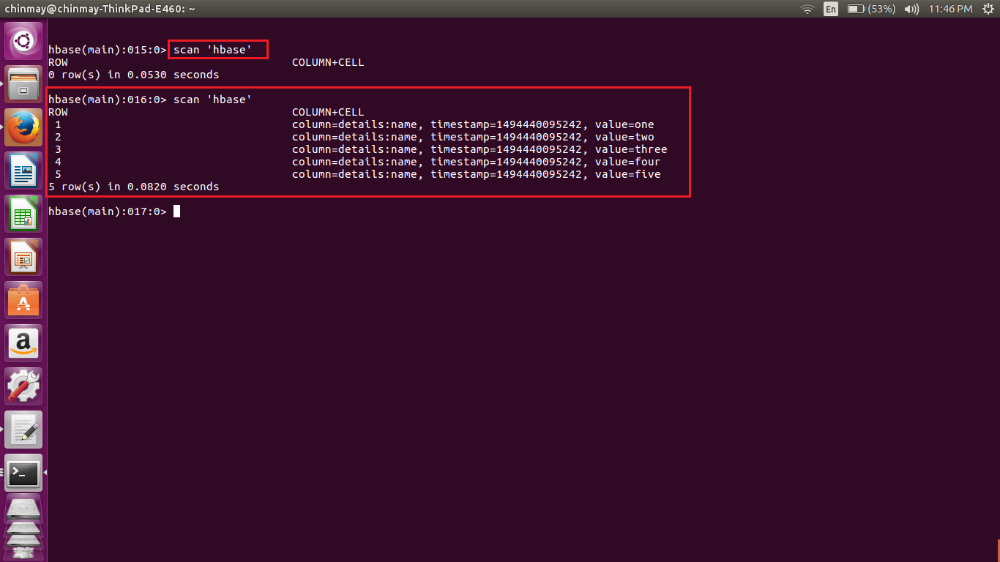 chinmay@chinmay-ThinkPad-E460: ~
En (53%) 11:46 PM
hbase(main):015:0> scan 'hbase'
ROW COLUMN+CELL
0 row(s) in 0.0530 seconds
hbase(main):016:0> scan 'hbase'
ROW COLUMN+CELL
1 column=details:name, timestamp=1494440095242, value=one
2 column=details:name, timestamp=1494440095242, value=two
3 column=details:name, timestamp=1494440095242, value=three
4 column=details:name, timestamp=1494440095242, value=four
5 column=details:name, timestamp=1494440095242, value=five
5 row(s) in 0.0820 seconds
hbase(main):017:0>
A
a
>_